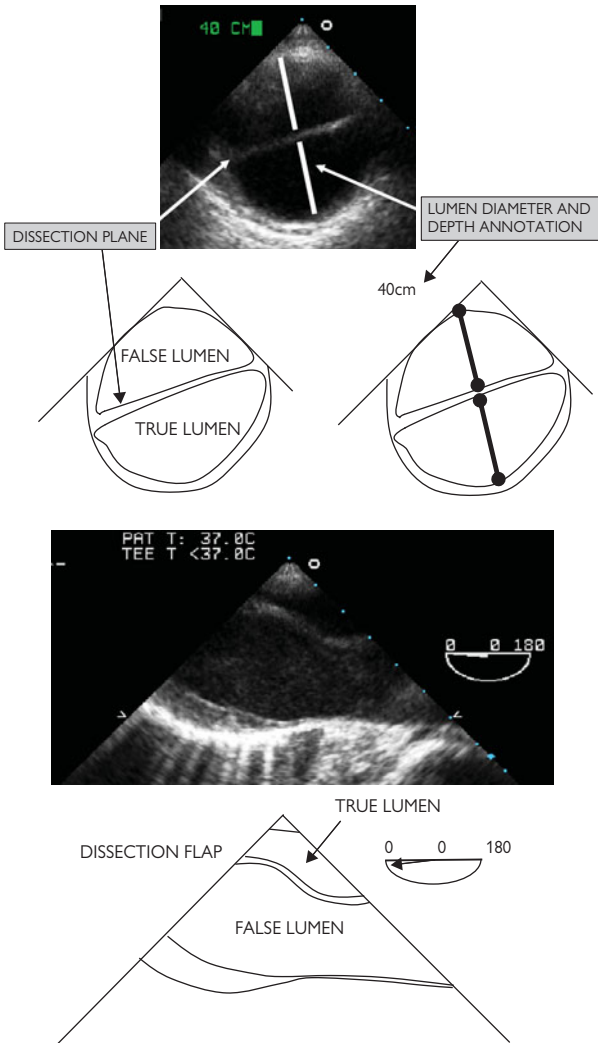 40 CM
DISSECTION PLANE
LUMEN DIAMETER AND
DEPTH ANNOTATION
40cm
FALSE LUMEN
TRUE LUMEN
PAT T: 37.0C
TEE T <37.0C
0 0 180
TRUE LUMEN
DISSECTION FLAP
0 0 180
FALSE LUMEN